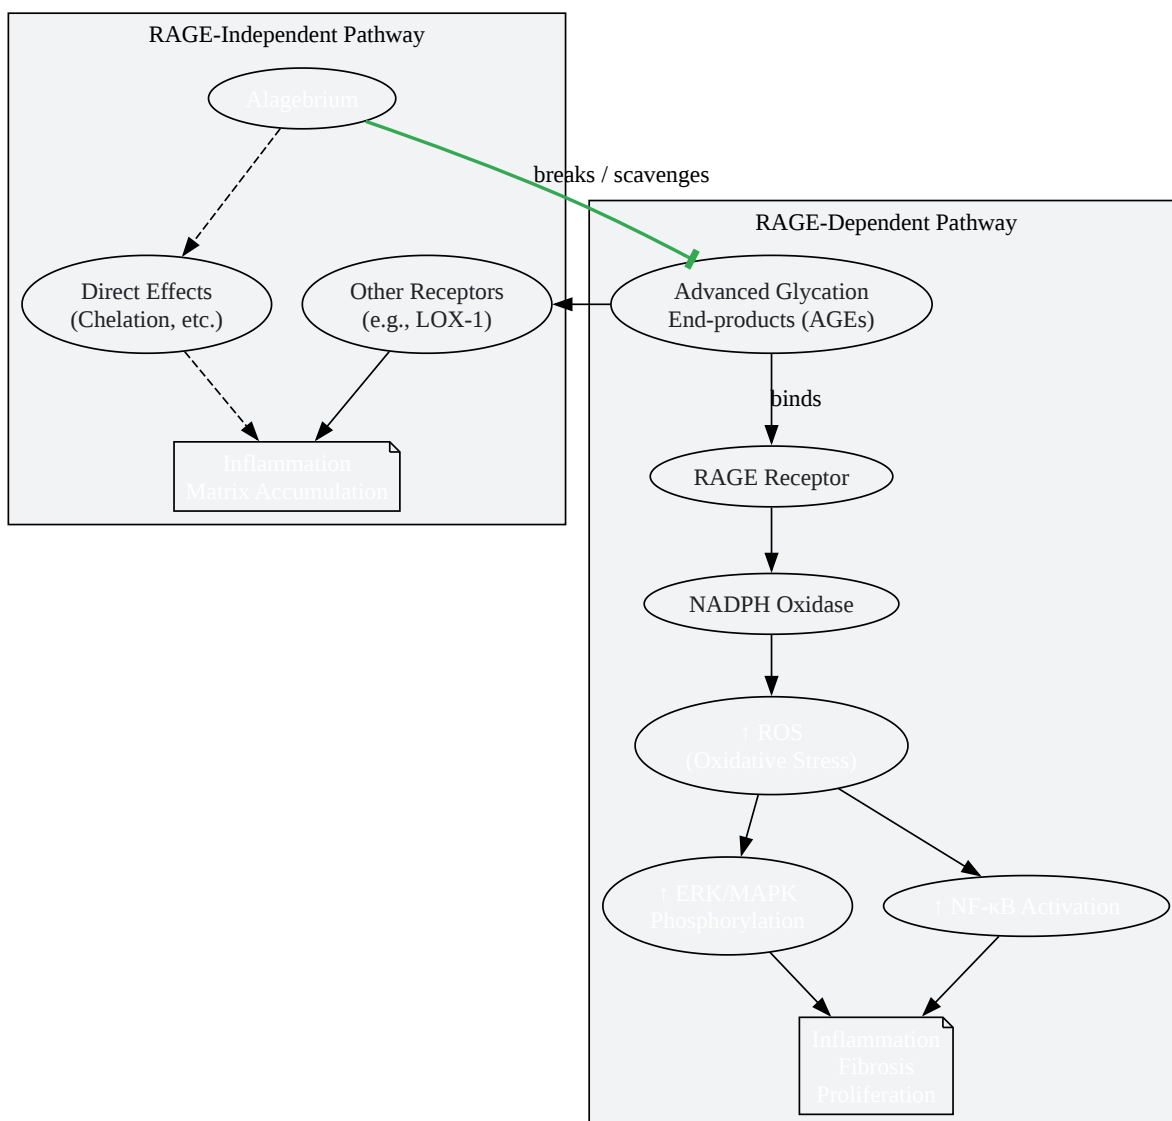 RAGE-Independent Pathway
Alagebrium
breaks / scavenges
RAGE-Dependent Pathway
Direct Effects
(Chelation, etc.)
Other Receptors
(e.g., LOX-1)
Advanced Glycation
End-products (AGEs)
binds
Inflammation
Matrix Accumulation
RAGE Receptor
NADPH Oxidase
↑ ROS
(Oxidative Stress)
↑ ERK/MAPK
Phosphorylation
↑ NF-κB Activation
Inflammation
Fibrosis
Proliferation